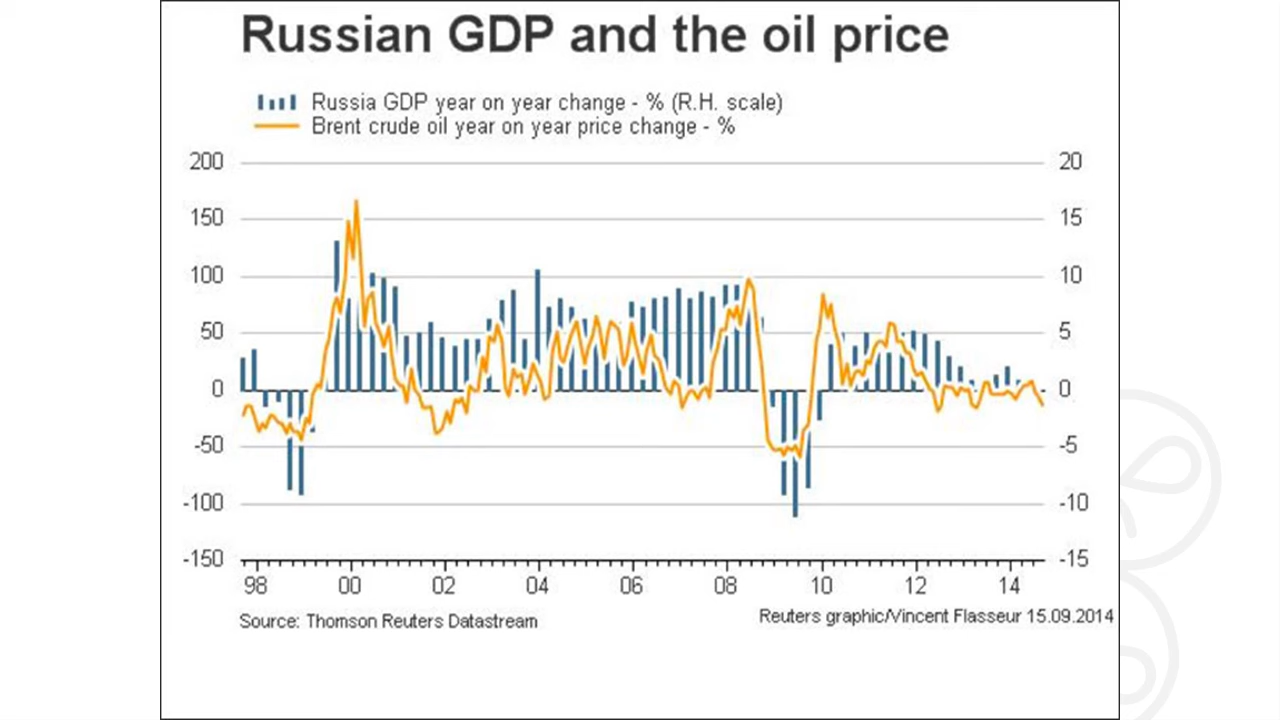 Russian GDP and the oil price
Russia GDP year on year change - % (R.H. scale)
Brent crude oil year on year price change - %
200 20
150 15
100 10
50 5
0 0
-50 -5
-100 -10
-150 -15
98 00 02 04 06 08 10 12 14
Source: Thomson Reuters Datastream
Reuters graphic/Vincent Flasseur 15.09.2014